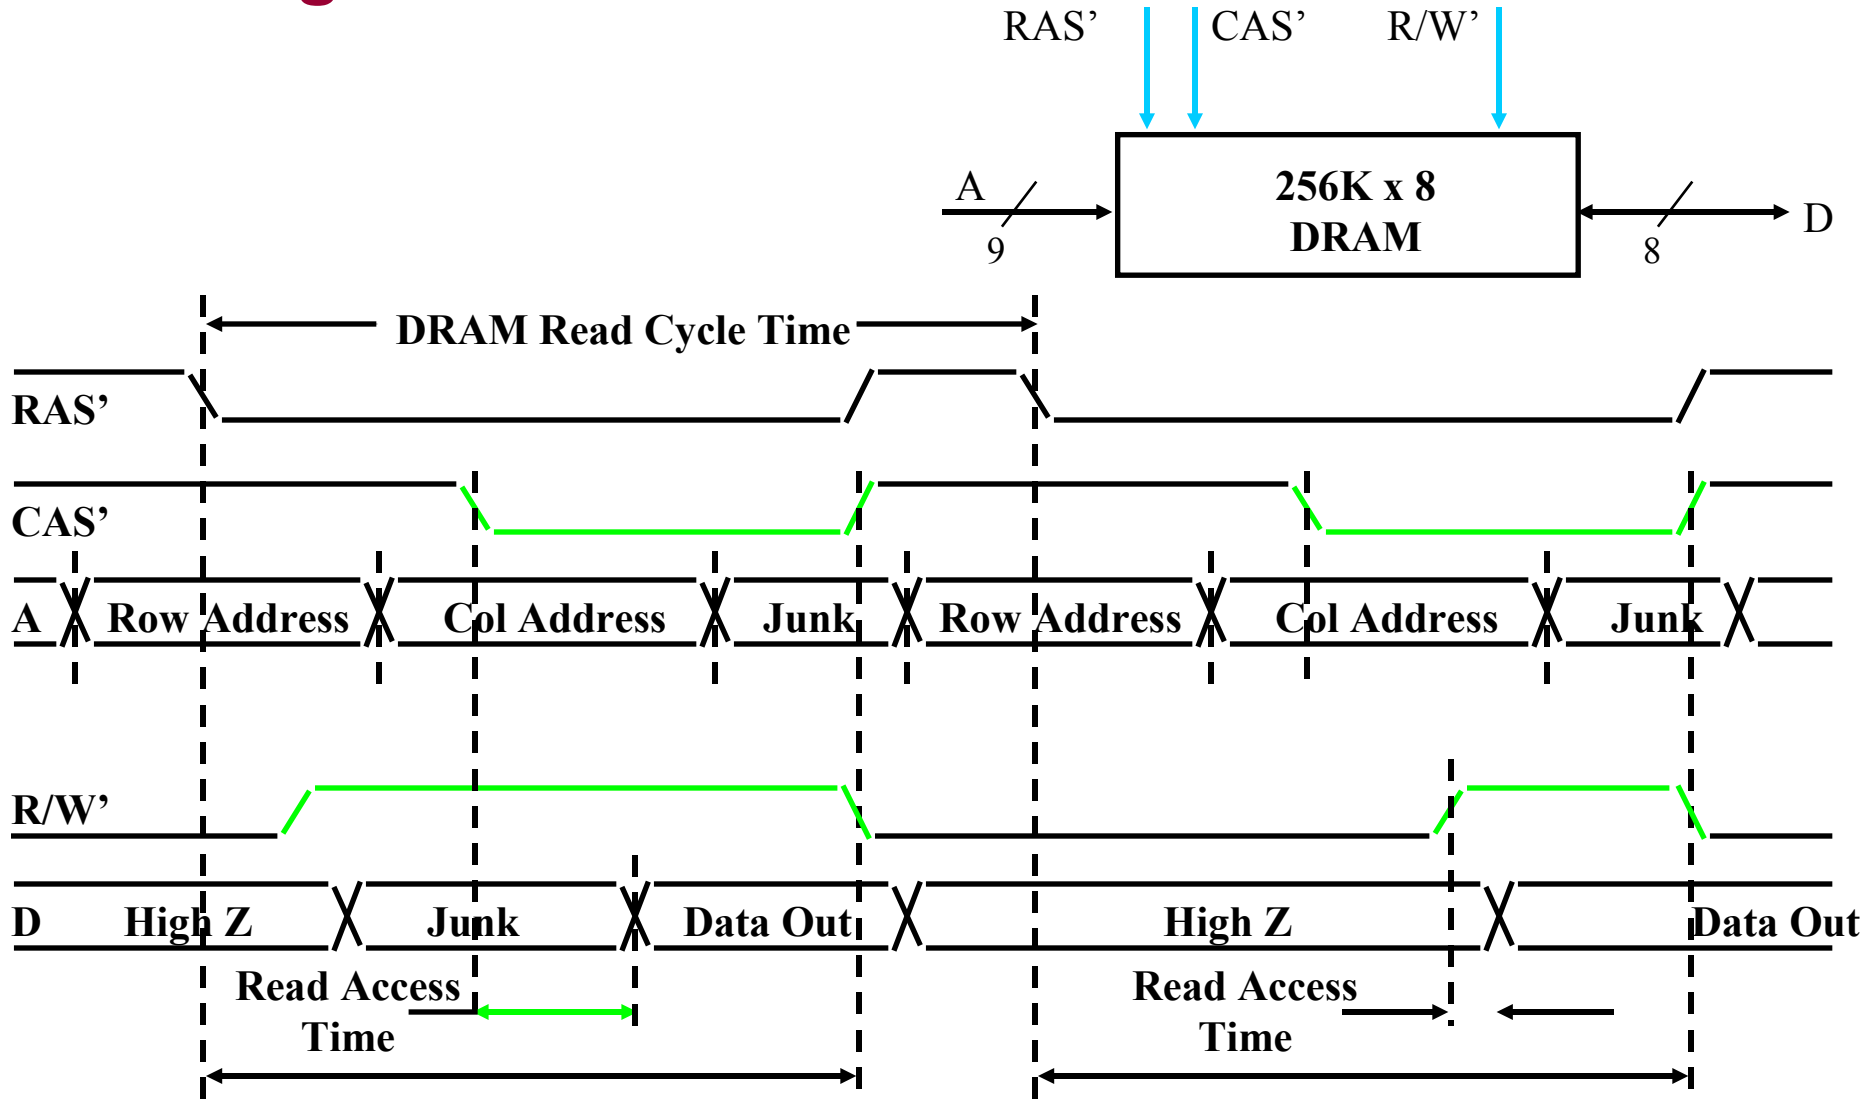 RAS’ CAS’ R/W’
A
256K x 8
DRAM
D
9
8
DRAM Read Cycle Time
RAS’
CAS’
A Row Address Col Address Junk Row Address Col Address Junk
R/W’
D High Z Junk Data Out High Z Data Out
Read Access
Time
Read Access
Time